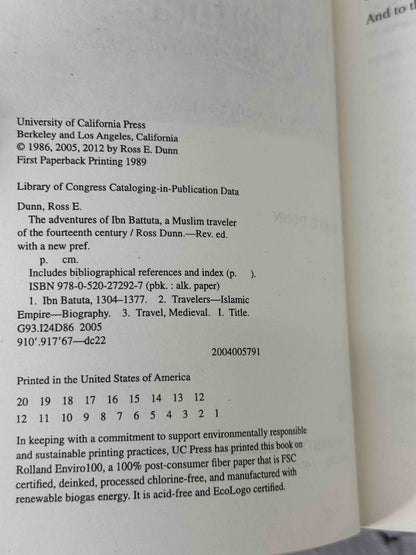 And to th
University of California Press
Berkeley and Los Angeles, California
© 1986, 2005, 2012 by Ross E. Dunn
First Paperback Printing 1989
Library of Congress Cataloging-in-Publication Data
Dunn, Ross E.
The adventures of Ibn Battuta, a Muslim traveler
of the fourteenth century / Ross Dunn.—Rev. ed.
with a new pref.
p. cm.
Includes bibliographical references and index (p. ).
ISBN 978-0-520-27292-7 (pbk. : alk. paper)
1. Ibn Batuta, 1304-1377. 2. Travelers—Islamic
Empire—Biography. 3. Travel, Medieval. I. Title.
G93.I24D86 2005
910′.917′67—dc22
2004005791
Printed in the United States of America
20 19 18 17 16 15 14 13 12
12 11 10 9 8 7 6 5 4 3 2 1
In keeping with a commitment to support environmentally responsible
and sustainable printing practices, UC Press has printed this book on
Rolland Enviro100, a 100% post-consumer fiber paper that is FSC
certified, deinked, processed chlorine-free, and manufactured with
renewable biogas energy. It is acid-free and EcoLogo certified.